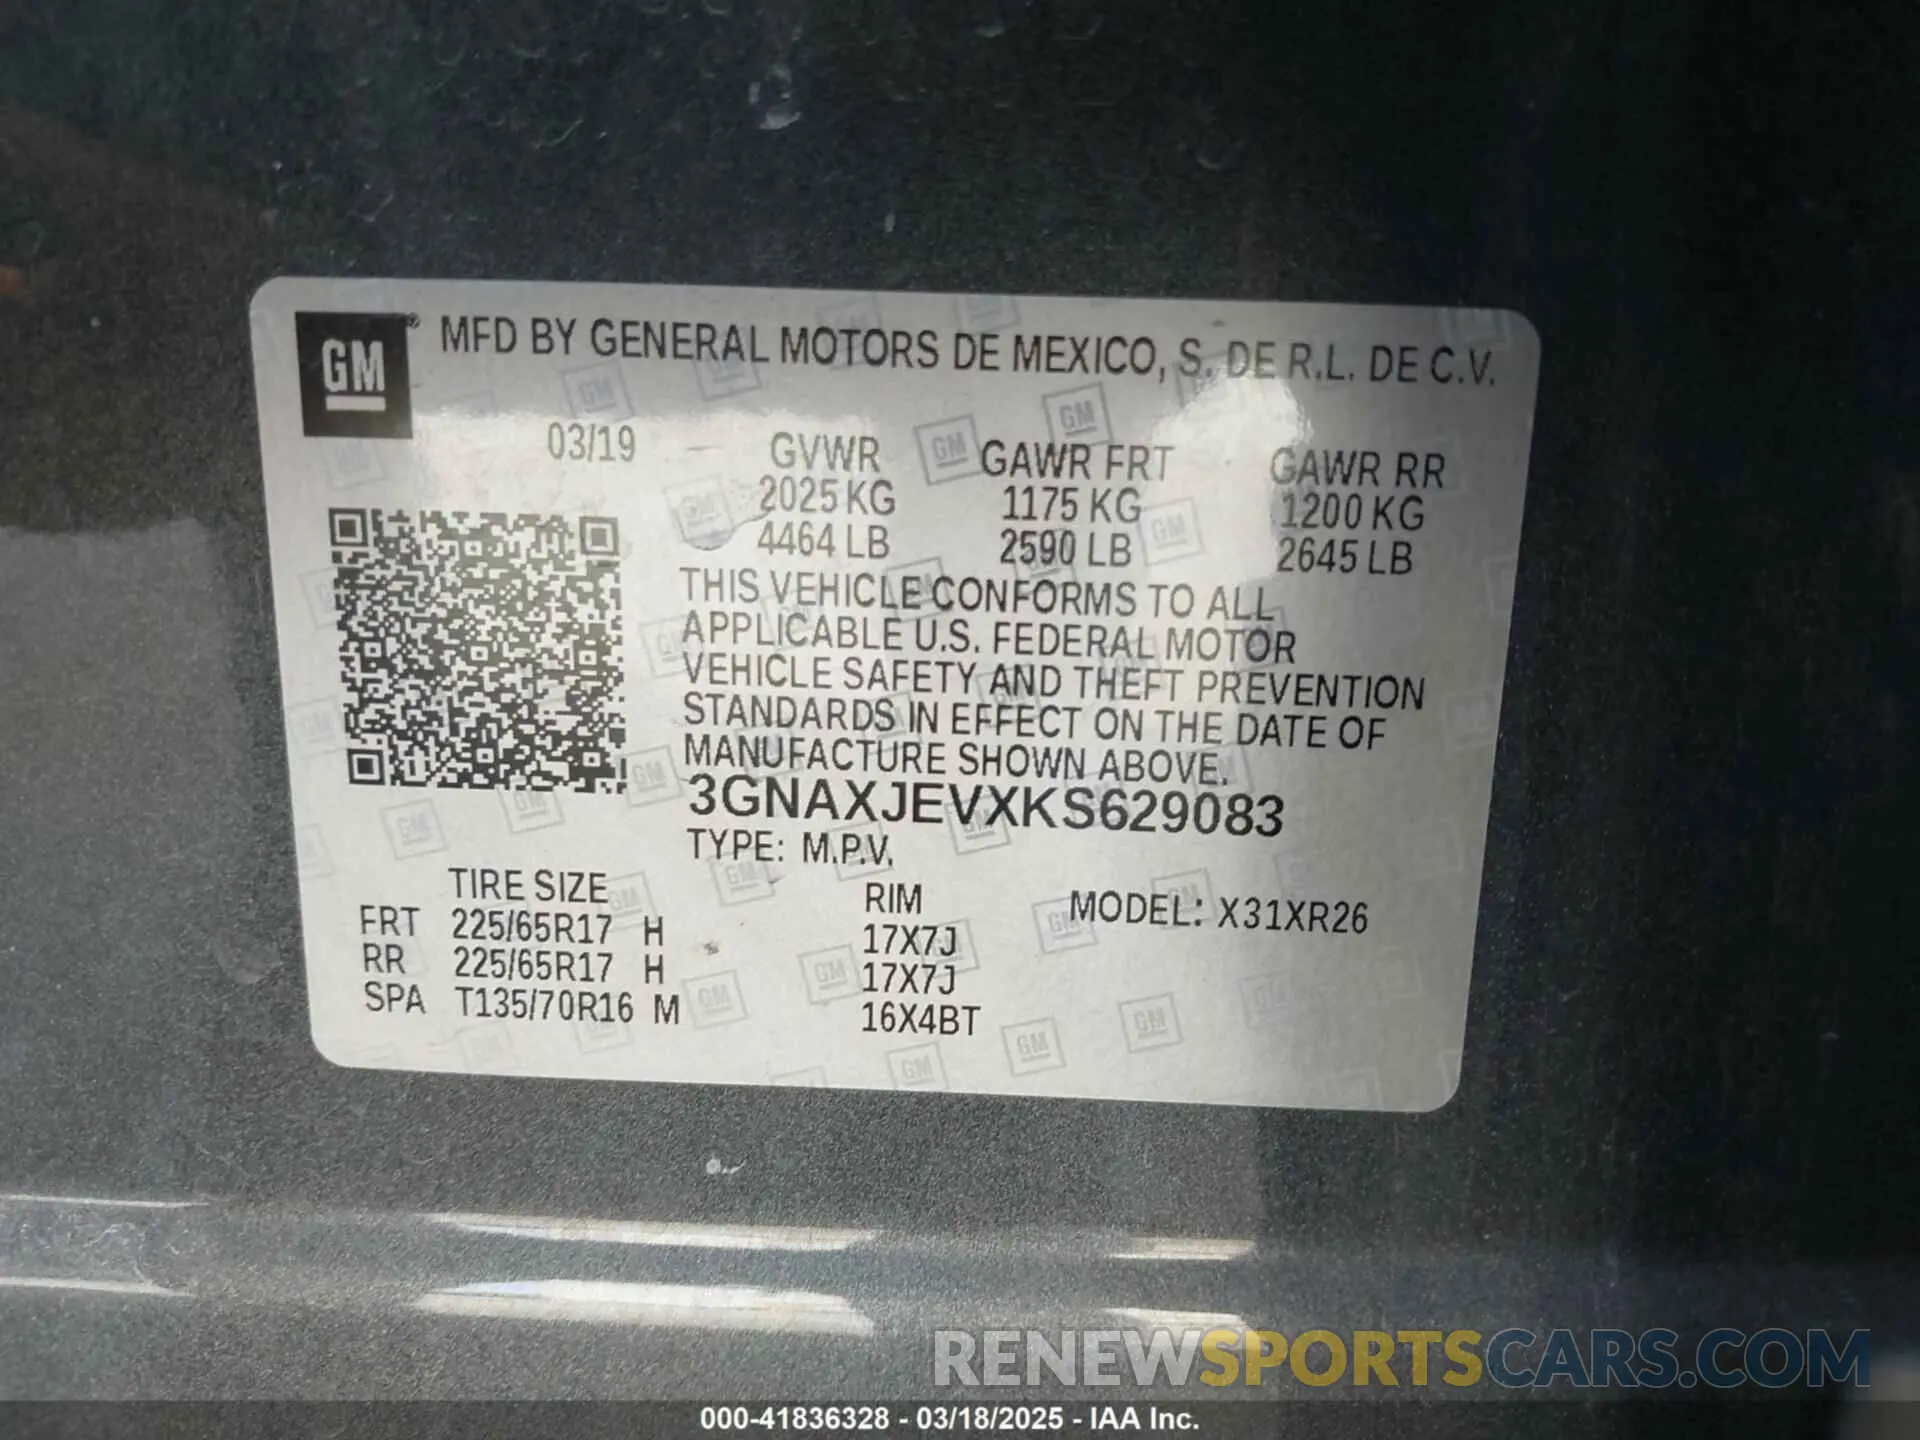 GM® MFD BY GENERAL MOTORS DE MEXICO, S. DE R.L. DE C.V.
03/19 GVWR GAWR FRT GAWR RR
2025 KG 1175 KG 1200 KG
4464 LB 2590 LB 2645 LB
THIS VEHICLE CONFORMS TO ALL
APPLICABLE U.S. FEDERAL MOTOR
VEHICLE SAFETY AND THEFT PREVENTION
STANDARDS IN EFFECT ON THE DATE OF
MANUFACTURE SHOWN ABOVE.
3GNAXJEVXKS629083
TYPE: M.P.V.
TIRE SIZE RIM MODEL: X31XR26
FRT 225/65R17 H 17X7J
RR 225/65R17 H 17X7J
SPA T135/70R16 M 16X4BT
RENEWSPORTSCARS.COM
000-41836328 - 03/18/2025 - IAA Inc.